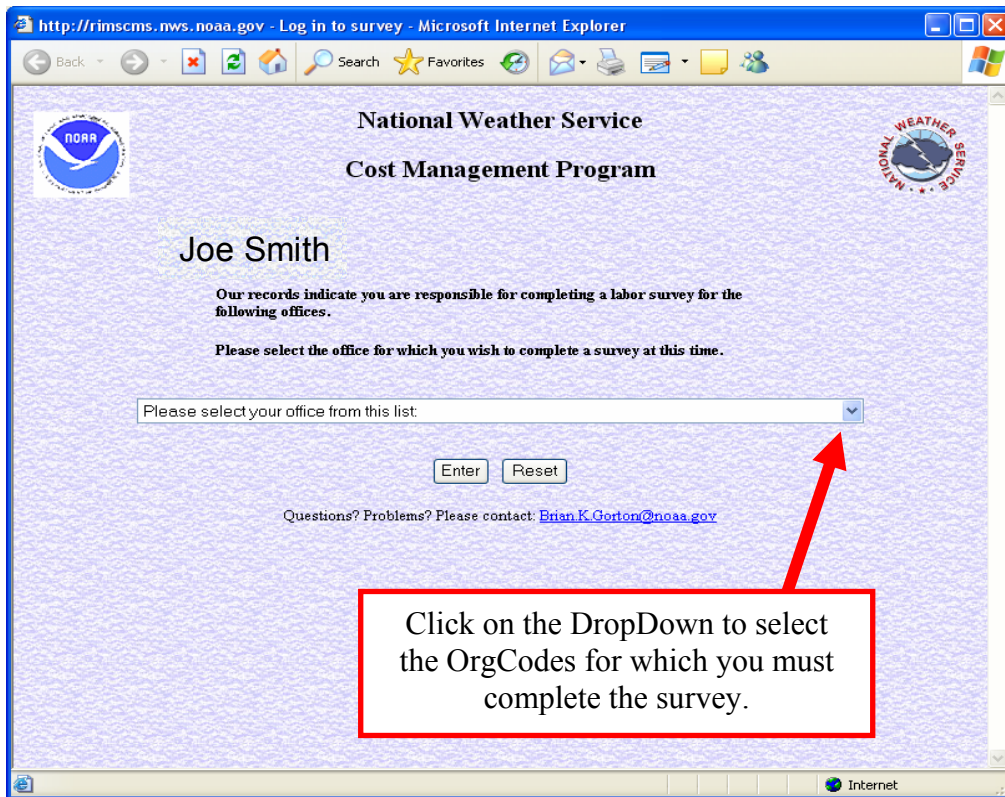 http://rimscms.nws.noaa.gov - Log in to survey - Microsoft Internet Explorer
Back Search Favorites
NOAA
National Weather Service
Cost Management Program
NATIONAL WEATHER SERVICE
Joe Smith
Our records indicate you are responsible for completing a labor survey for the
following offices.
Please select the office for which you wish to complete a survey at this time.
Please select your office from this list:
Enter Reset
Questions? Problems? Please contact: Brian.K.Gorton@noaa.gov
Click on the DropDown to select
the OrgCodes for which you must
complete the survey.
Internet